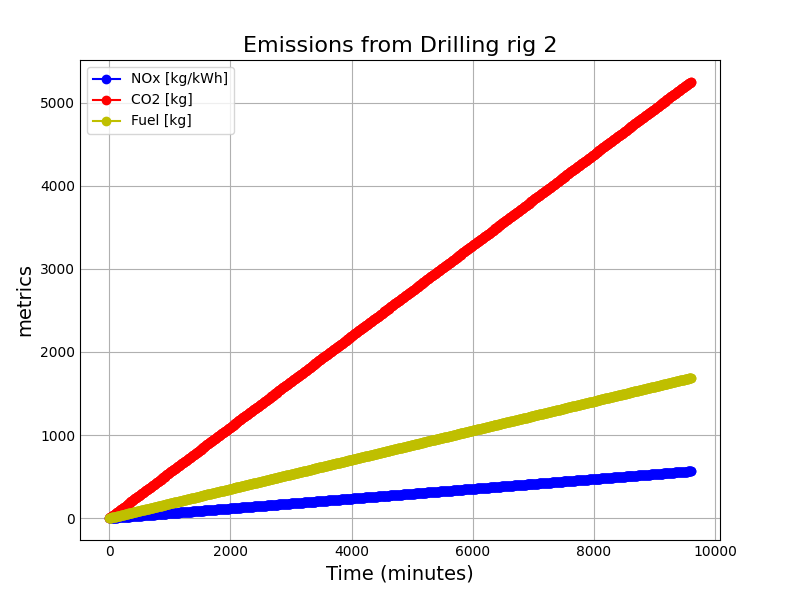 Emissions from Drilling rig 2
NOx [kg/kWh]
CO2 [kg]
Fuel [kg]
metrics
5000
4000
3000
2000
1000
0
0 2000 4000 6000 8000 10000
Time (minutes)